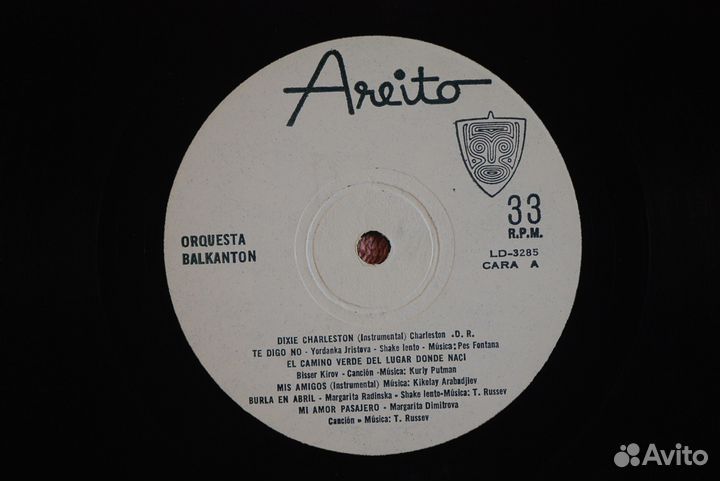 Areito
33
R.P.M.
LD-3285
CARA A
ORQUESTA
BALKANTON
DIXIE CHARLESTON (Instrumental) Charleston .D. R.
TE DIGO NO - Yordanka Jristova - Shake lento - Música: Pes Fontana
EL CAMINO VERDE DEL LUGAR DONDE NACI
Bisser Kirov - Canción -Música: Kurly Putman
MIS AMIGOS (Instrumental) Música: Kikelay Arabadjiev
BURLA EN ABRIL - Margarita Radinska - Shake lento-Música: T. Russev
MI AMOR PASAJERO - Margarita Dimitrova
Canción - Música: T. Russev
Avito